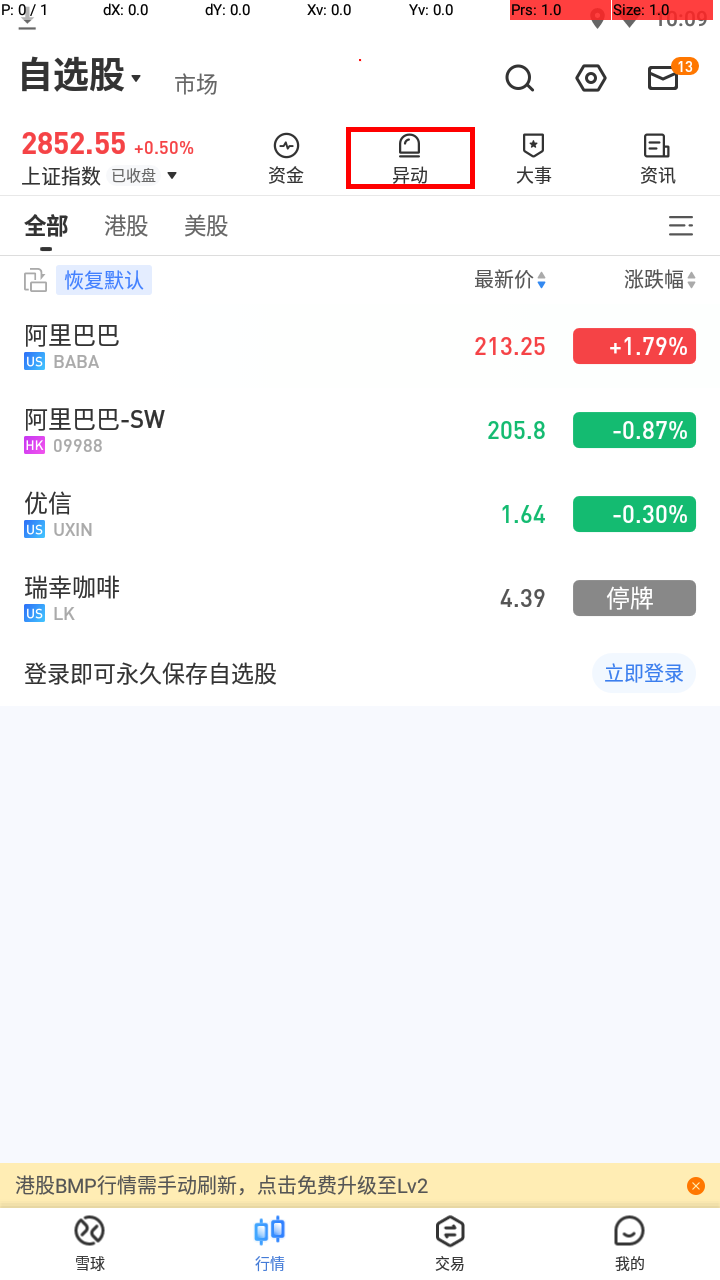 P: 0 / 1 dX: 0.0 dY: 0.0 Xv: 0.0 Yv: 0.0 Prs: 1.0 Size: 1.0
10:09
自选股 市场 13
2852.55 +0.50%
上证指数 已收盘
资金 异动 大事 资讯
全部 港股 美股
恢复默认 最新价 涨跌幅
阿里巴巴
US BABA
213.25 +1.79%
阿里巴巴-SW
HK 09988
205.8 -0.87%
优信
US UXIN
1.64 -0.30%
瑞幸咖啡
US LK
4.39 停牌
登录即可永久保存自选股 立即登录
港股BMP行情需手动刷新，点击免费升级至Lv2
雪球 行情 交易 我的